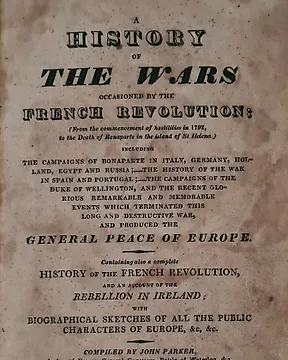 A
HISTORY
OF
THE WARS
OCCASIONED BY THE
FRENCH REVOLUTION:
(From the commencement of hostilities in 1792,
to the Death of Bonaparte in the island of St Helena.)
INCLUDING
THE CAMPAIGNS OF BONAPARTE IN ITALY, GERMANY, HOL-
LAND, EGYPT AND RUSSIA;—THE HISTORY OF THE WAR
IN SPAIN AND PORTUGAL;—THE CAMPAIGNS OF THE
DUKE OF WELLINGTON, AND THE RECENT GLO-
RIOUS REMARKABLE AND MEMORABLE
EVENTS WHICH TERMINATED THIS
LONG AND DESTRUCTIVE WAR,
AND PRODUCED THE
GENERAL PEACE OF EUROPE.
Containing also a complete
HISTORY OF THE FRENCH REVOLUTION,
AND AN ACCOUNT OF THE
REBELLION IN IRELAND;
WITH
BIOGRAPHICAL SKETCHES OF ALL THE PUBLIC
CHARACTERS OF EUROPE, &c, &c.
COMPILED BY JOHN PARKER,